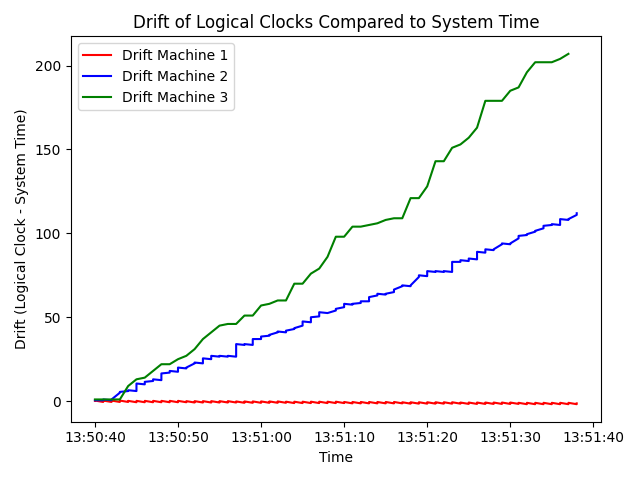 Drift of Logical Clocks Compared to System Time
Drift Machine 1
Drift Machine 2
Drift Machine 3
Drift (Logical Clock - System Time)
200
150
100
50
0
13:50:40 13:50:50 13:51:00 13:51:10 13:51:20 13:51:30 13:51:40
Time